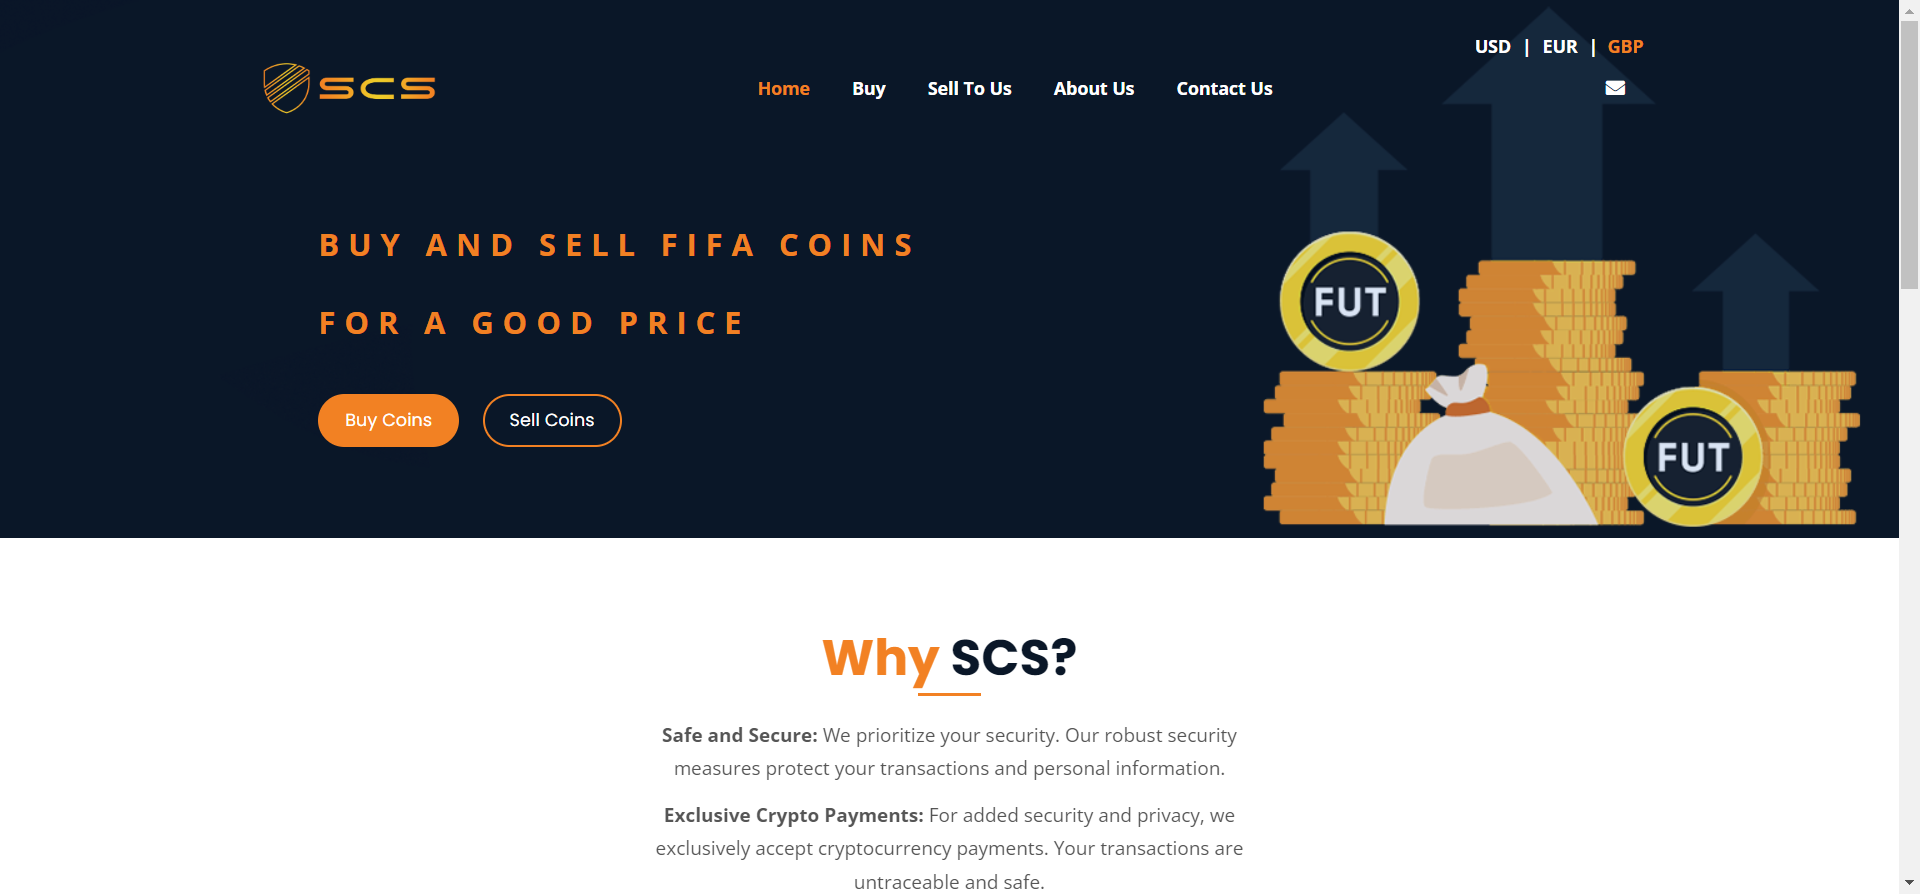 USD | EUR | GBP
SCS
Home Buy Sell To Us About Us Contact Us
BUY AND SELL FIFA COINS
FOR A GOOD PRICE
Buy Coins Sell Coins
FUT
FUT
Why SCS?
Safe and Secure: We prioritize your security. Our robust security
measures protect your transactions and personal information.
Exclusive Crypto Payments: For added security and privacy, we
exclusively accept cryptocurrency payments. Your transactions are
untraceable and safe.